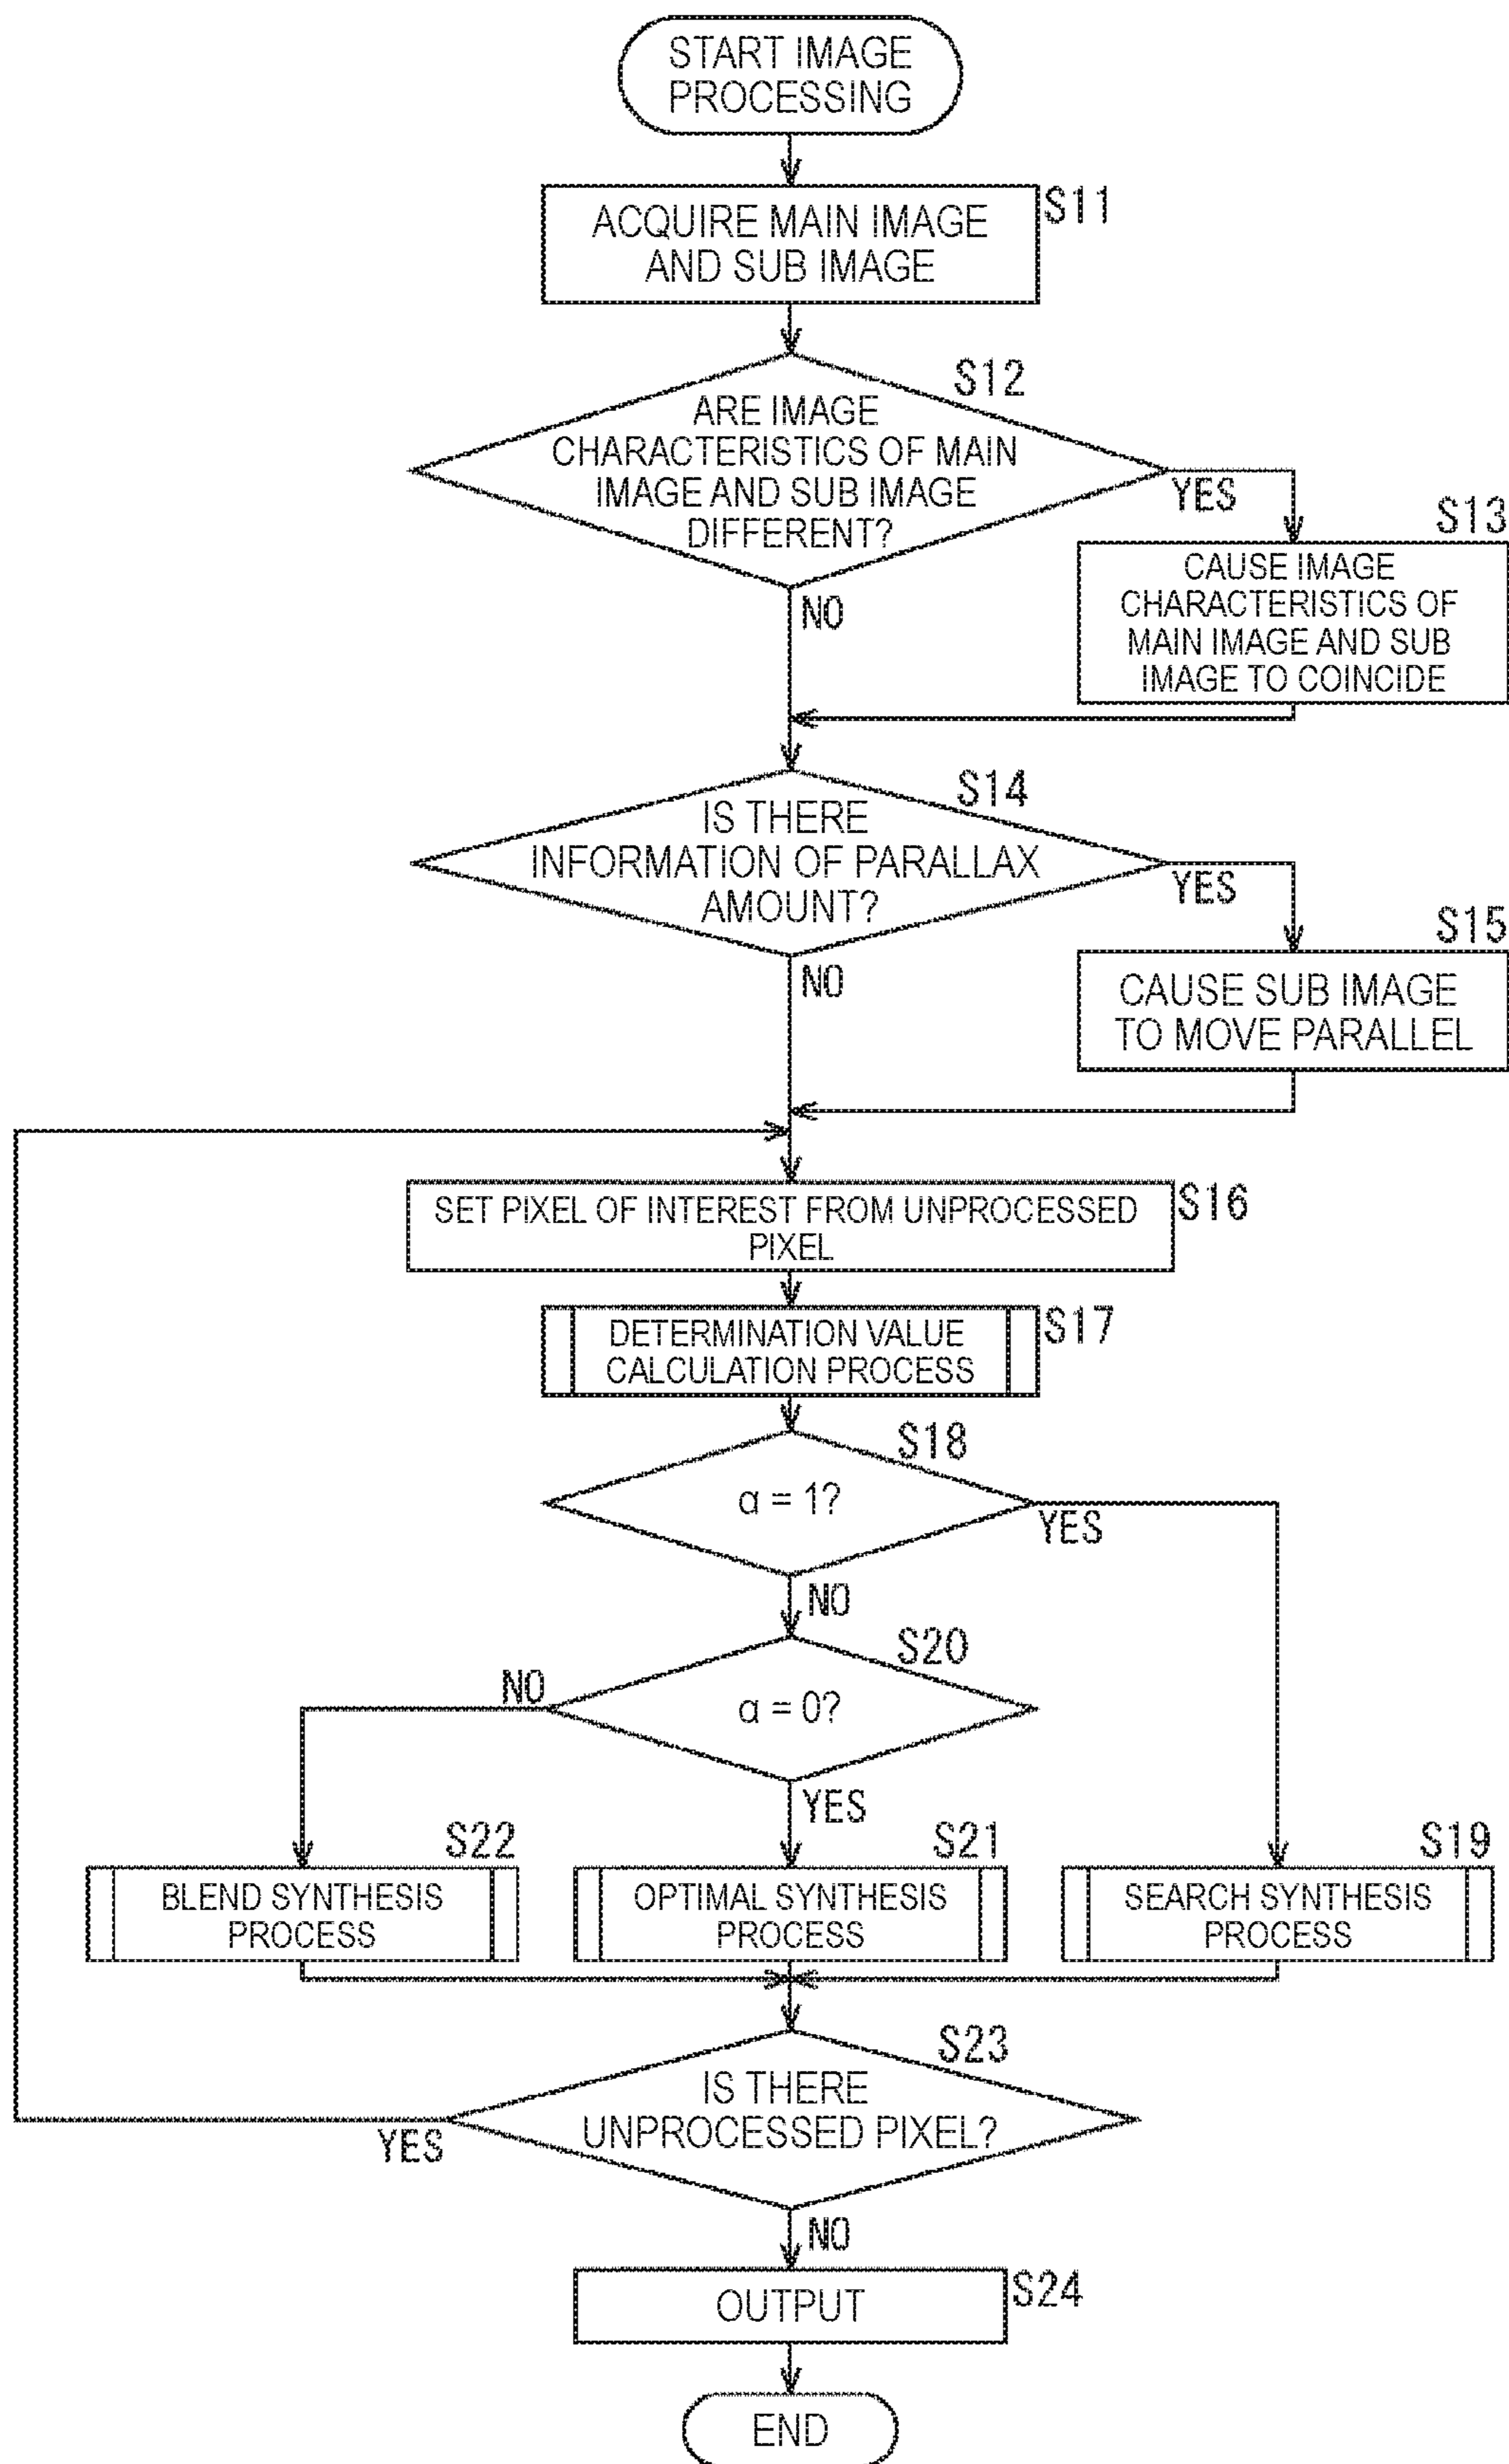 START IMAGE
PROCESSING
S11
ACQUIRE MAIN IMAGE
AND SUB IMAGE
S12
ARE IMAGE
CHARACTERISTICS OF MAIN
IMAGE AND SUB IMAGE
DIFFERENT?
YES
NO
S13
CAUSE IMAGE
CHARACTERISTICS OF
MAIN IMAGE AND SUB
IMAGE TO COINCIDE
S14
IS THERE
INFORMATION OF PARALLAX
AMOUNT?
YES
NO
S15
CAUSE SUB IMAGE
TO MOVE PARALLEL
S16
SET PIXEL OF INTEREST FROM UNPROCESSED
PIXEL
S17
DETERMINATION VALUE
CALCULATION PROCESS
S18
α = 1?
YES
NO
S20
α = 0?
NO
YES
S22
BLEND SYNTHESIS
PROCESS
S21
OPTIMAL SYNTHESIS
PROCESS
S19
SEARCH SYNTHESIS
PROCESS
S23
IS THERE
UNPROCESSED PIXEL?
YES
NO
S24
OUTPUT
END